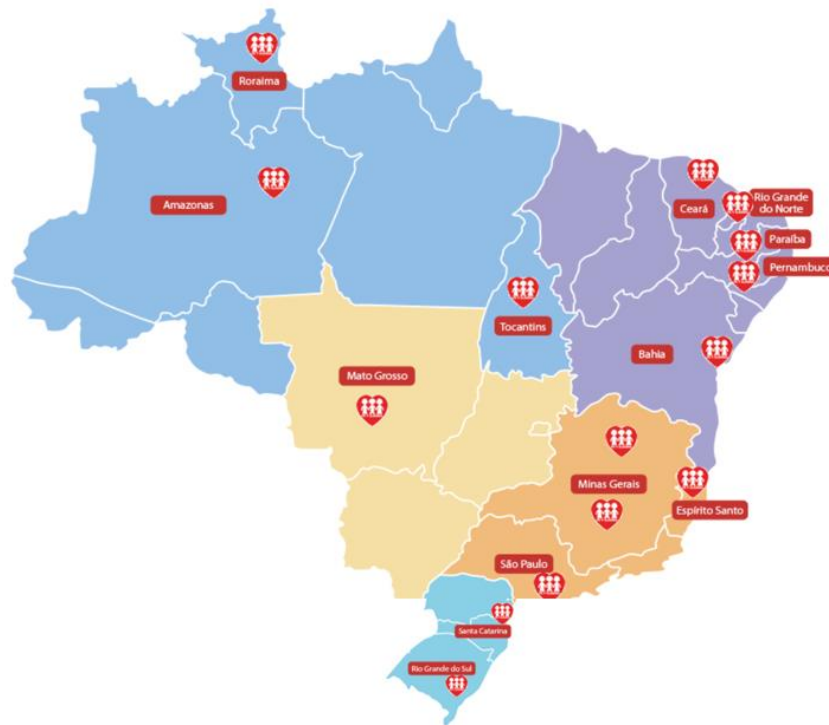 Roraima
Amazonas
Ceará
Rio Grande
do Norte
Paraíba
Pernambuco
Tocantins
Bahia
Mato Grosso
Minas Gerais
Espírito Santo
São Paulo
Santa Catarina
Rio Grande do Sul